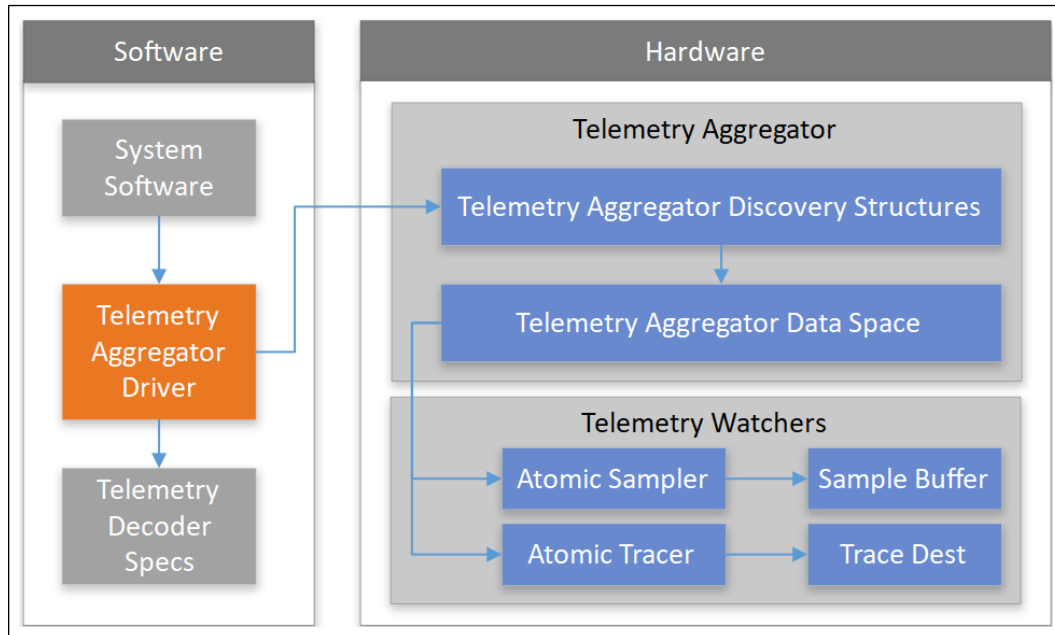 Software
System
Software
Telemetry
Aggregator
Driver
Telemetry
Decoder
Specs
Hardware
Telemetry Aggregator
Telemetry Aggregator Discovery Structures
Telemetry Aggregator Data Space
Telemetry Watchers
Atomic Sampler
Sample Buffer
Atomic Tracer
Trace Dest